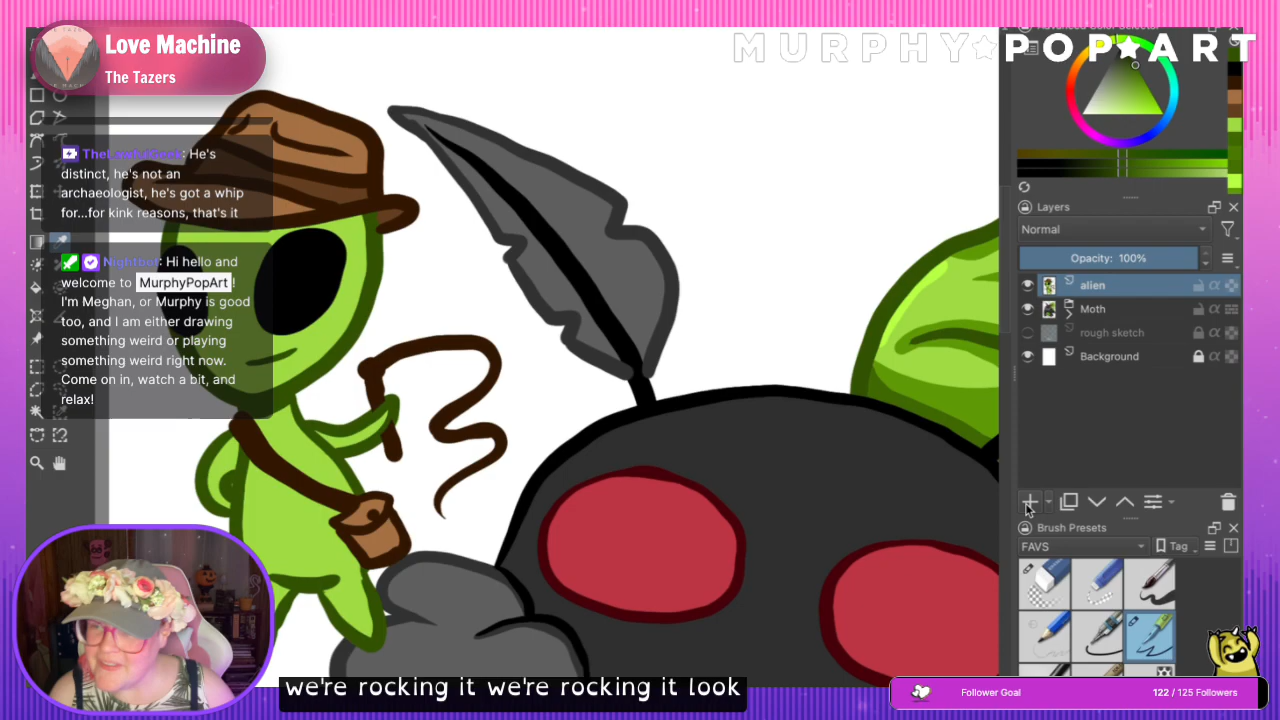 Love Machine
The Tazers
MURPHY POP ART
TheLawfulGeek: He's
distinct, he's not an
archaeologist, he's got a whip
for...for kink reasons, that's it
Nightbot: Hi hello and
welcome to MurphyPopArt!
I'm Meghan, or Murphy is good
too, and I am either drawing
something weird or playing
something weird right now.
Come on in, watch a bit, and
relax!
Layers
Normal
Opacity: 100%
alien
Moth
rough sketch
Background
Brush Presets
FAVS
Tag
we're rocking it we're rocking it look
Follower Goal
122 / 125 Followers